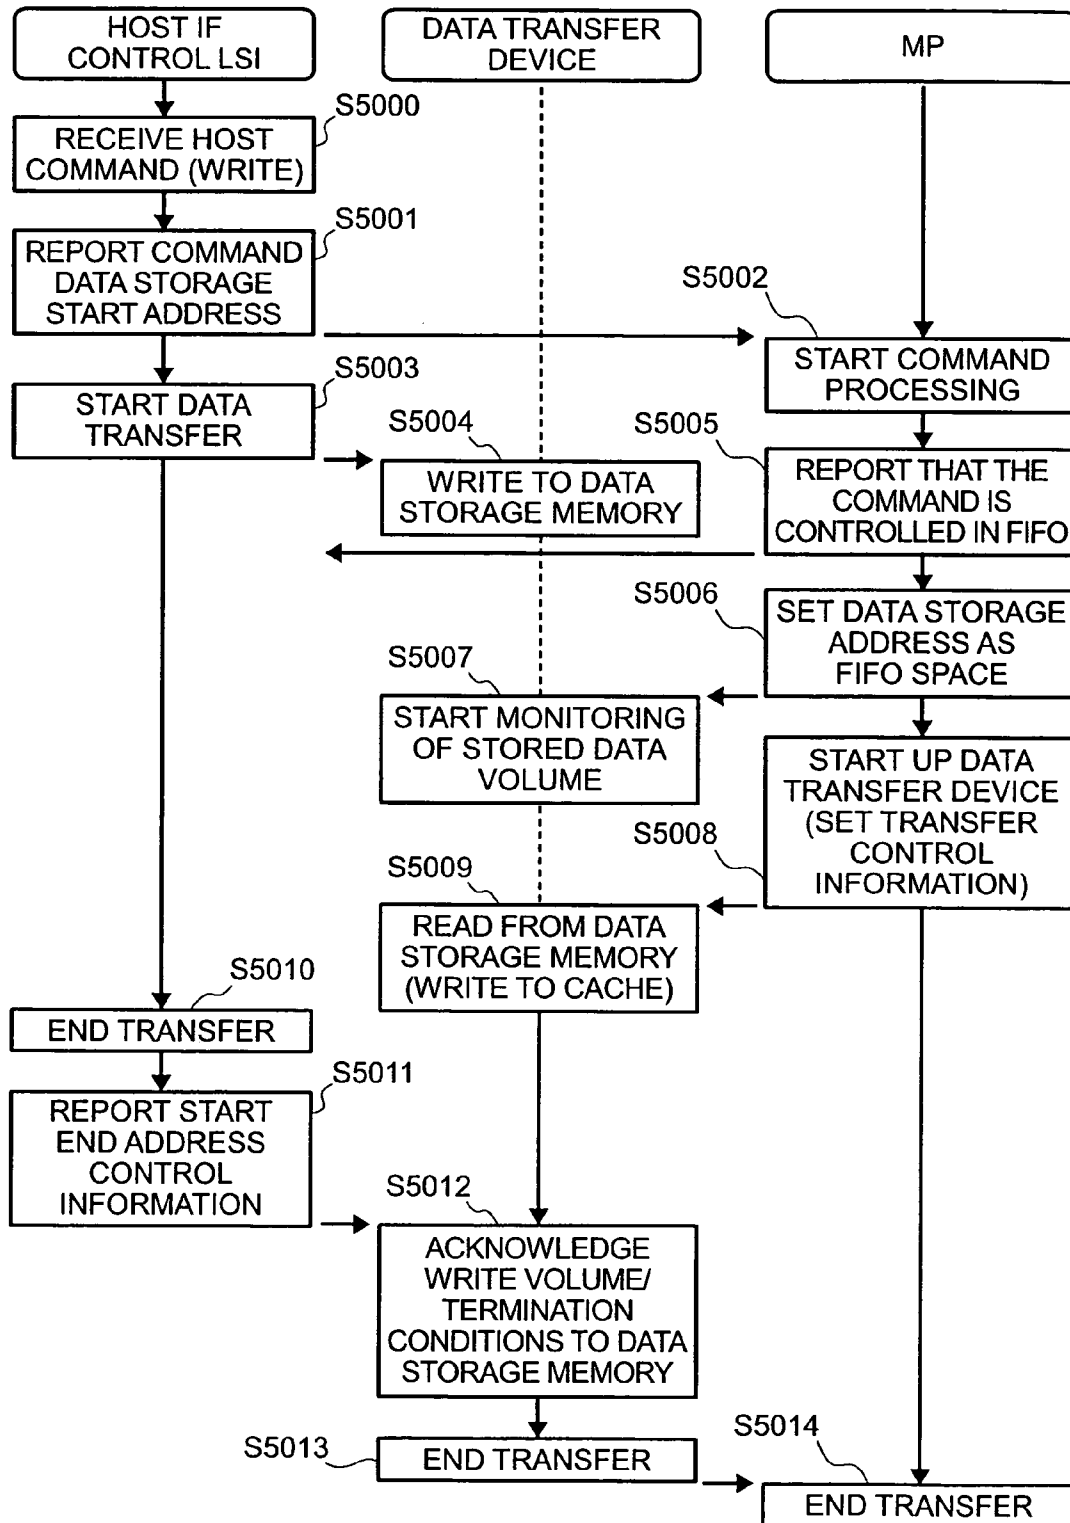 HOST IF
CONTROL LSI
DATA TRANSFER
DEVICE
MP
S5000
RECEIVE HOST
COMMAND (WRITE)
S5001
REPORT COMMAND
DATA STORAGE
START ADDRESS
S5002
START COMMAND
PROCESSING
S5003
START DATA
TRANSFER
S5004
WRITE TO DATA
STORAGE MEMORY
S5005
REPORT THAT THE
COMMAND IS
CONTROLLED IN FIFO
S5006
SET DATA STORAGE
ADDRESS AS
FIFO SPACE
S5007
START MONITORING
OF STORED DATA
VOLUME
S5008
START UP DATA
TRANSFER DEVICE
(SET TRANSFER
CONTROL
INFORMATION)
S5009
READ FROM DATA
STORAGE MEMORY
(WRITE TO CACHE)
S5010
END TRANSFER
S5011
REPORT START
END ADDRESS
CONTROL
INFORMATION
S5012
ACKNOWLEDGE
WRITE VOLUME/
TERMINATION
CONDITIONS TO DATA
STORAGE MEMORY
S5013
END TRANSFER
S5014
END TRANSFER